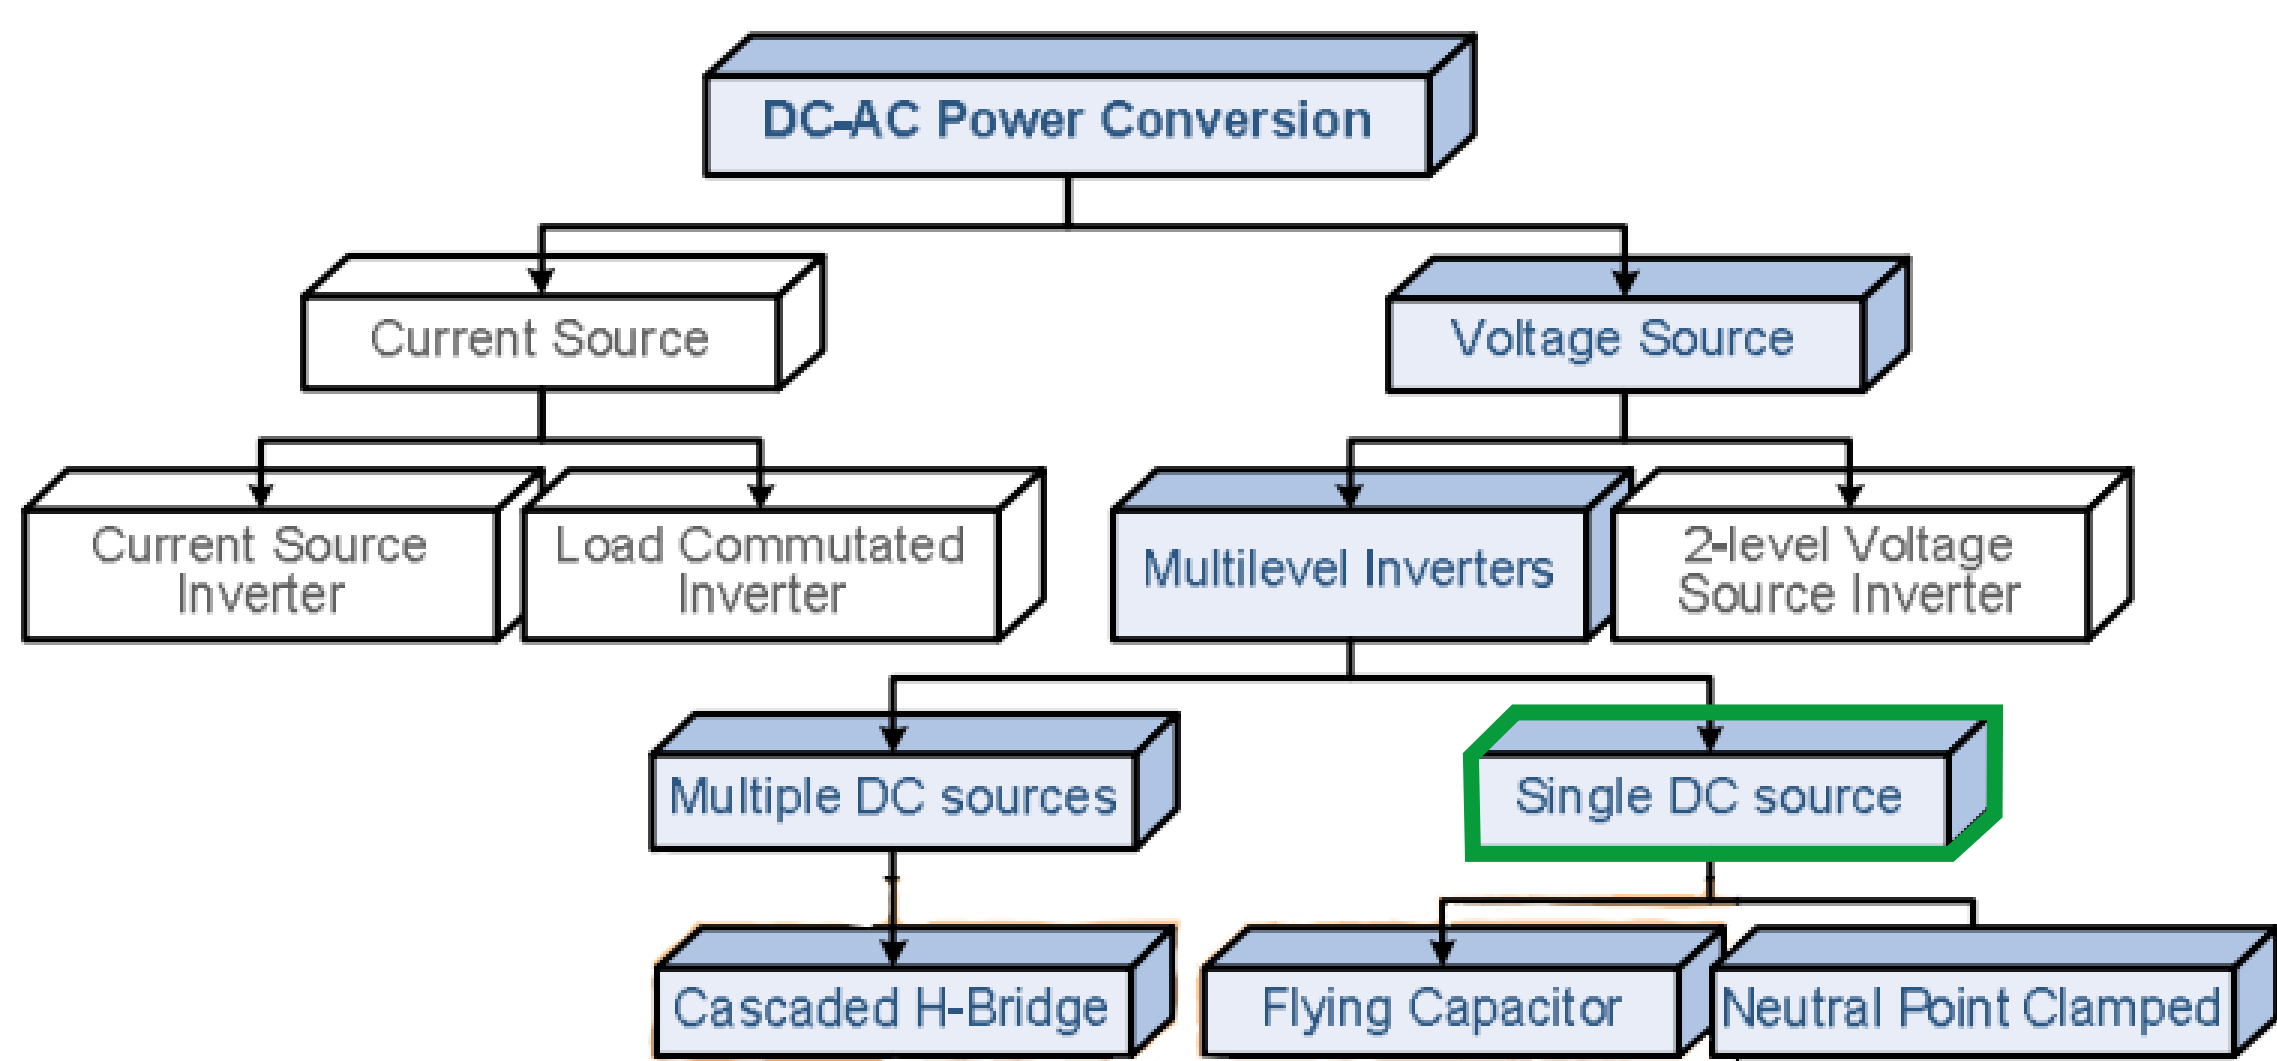 DC-AC Power Conversion
Current Source
Voltage Source
Current Source
Inverter
Load Commutated
Inverter
Multilevel Inverters
2-level Voltage
Source Inverter
Multiple DC sources
Single DC source
Cascaded H-Bridge
Flying Capacitor
Neutral Point Clamped